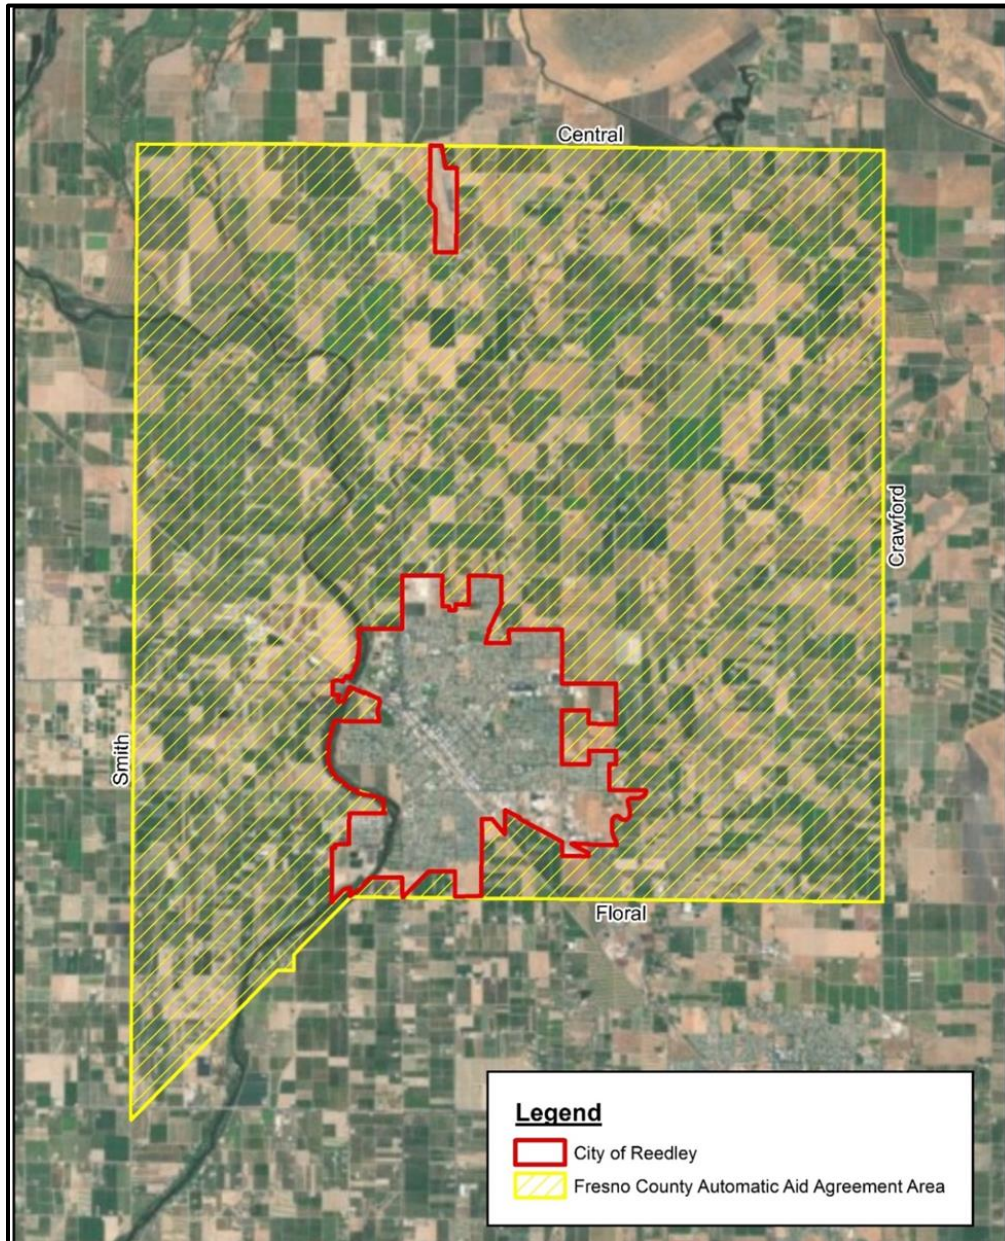 Central
Crawford
Smith
Floral
Legend
City of Reedley
Fresno County Automatic Aid Agreement Area